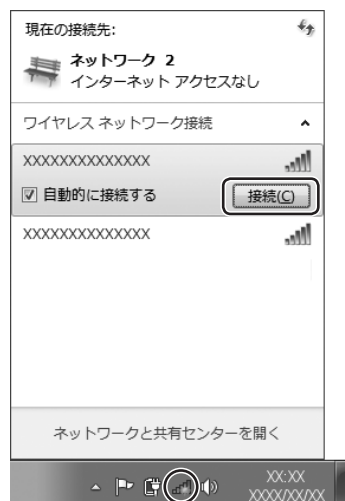 現在の接続先:
ネットワーク 2
インターネット アクセスなし
ワイヤレス ネットワーク接続
XXXXXXXXXXXXXX
自動的に接続する
接続(C)
XXXXXXXXXXXXXX
ネットワークと共有センターを開く
XX:XX
XXXX/XX/XX